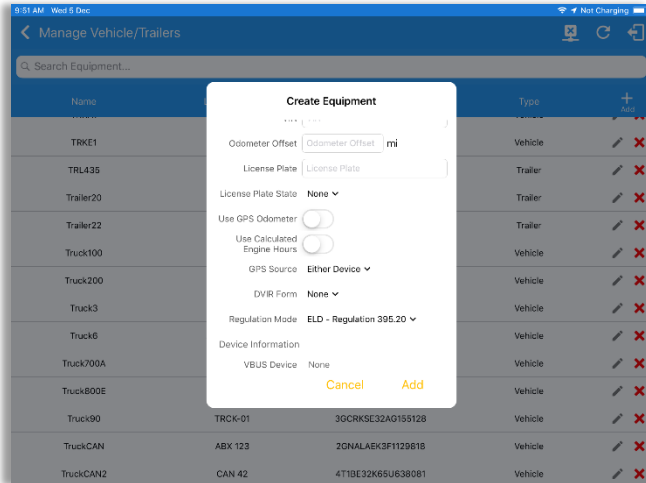 9:51 AM Wed 5 Dec Not Charging
Manage Vehicle/Trailers
Search Equipment...
Name Type Add
Create Equipment
Odometer Offset Odometer Offset mi
License Plate License Plate
License Plate State None
Use GPS Odometer
Use Calculated
Engine Hours
GPS Source Either Device
DVIR Form None
Regulation Mode ELD - Regulation 395.20
Device Information
VBUS Device None
Cancel Add
TRKE1 Vehicle
TRL435 Trailer
Trailer20 Trailer
Trailer22 Trailer
Truck100 Vehicle
Truck200 Vehicle
Truck3 Vehicle
Truck6 Vehicle
Truck700A Vehicle
Truck800E Vehicle
Truck90 TRCK-01 3GCRKSE32AG155128 Vehicle
TruckCAN ABX 123 2GNALAEK3F1129818 Vehicle
TruckCAN2 CAN 42 4T1BE32K65U638081 Vehicle